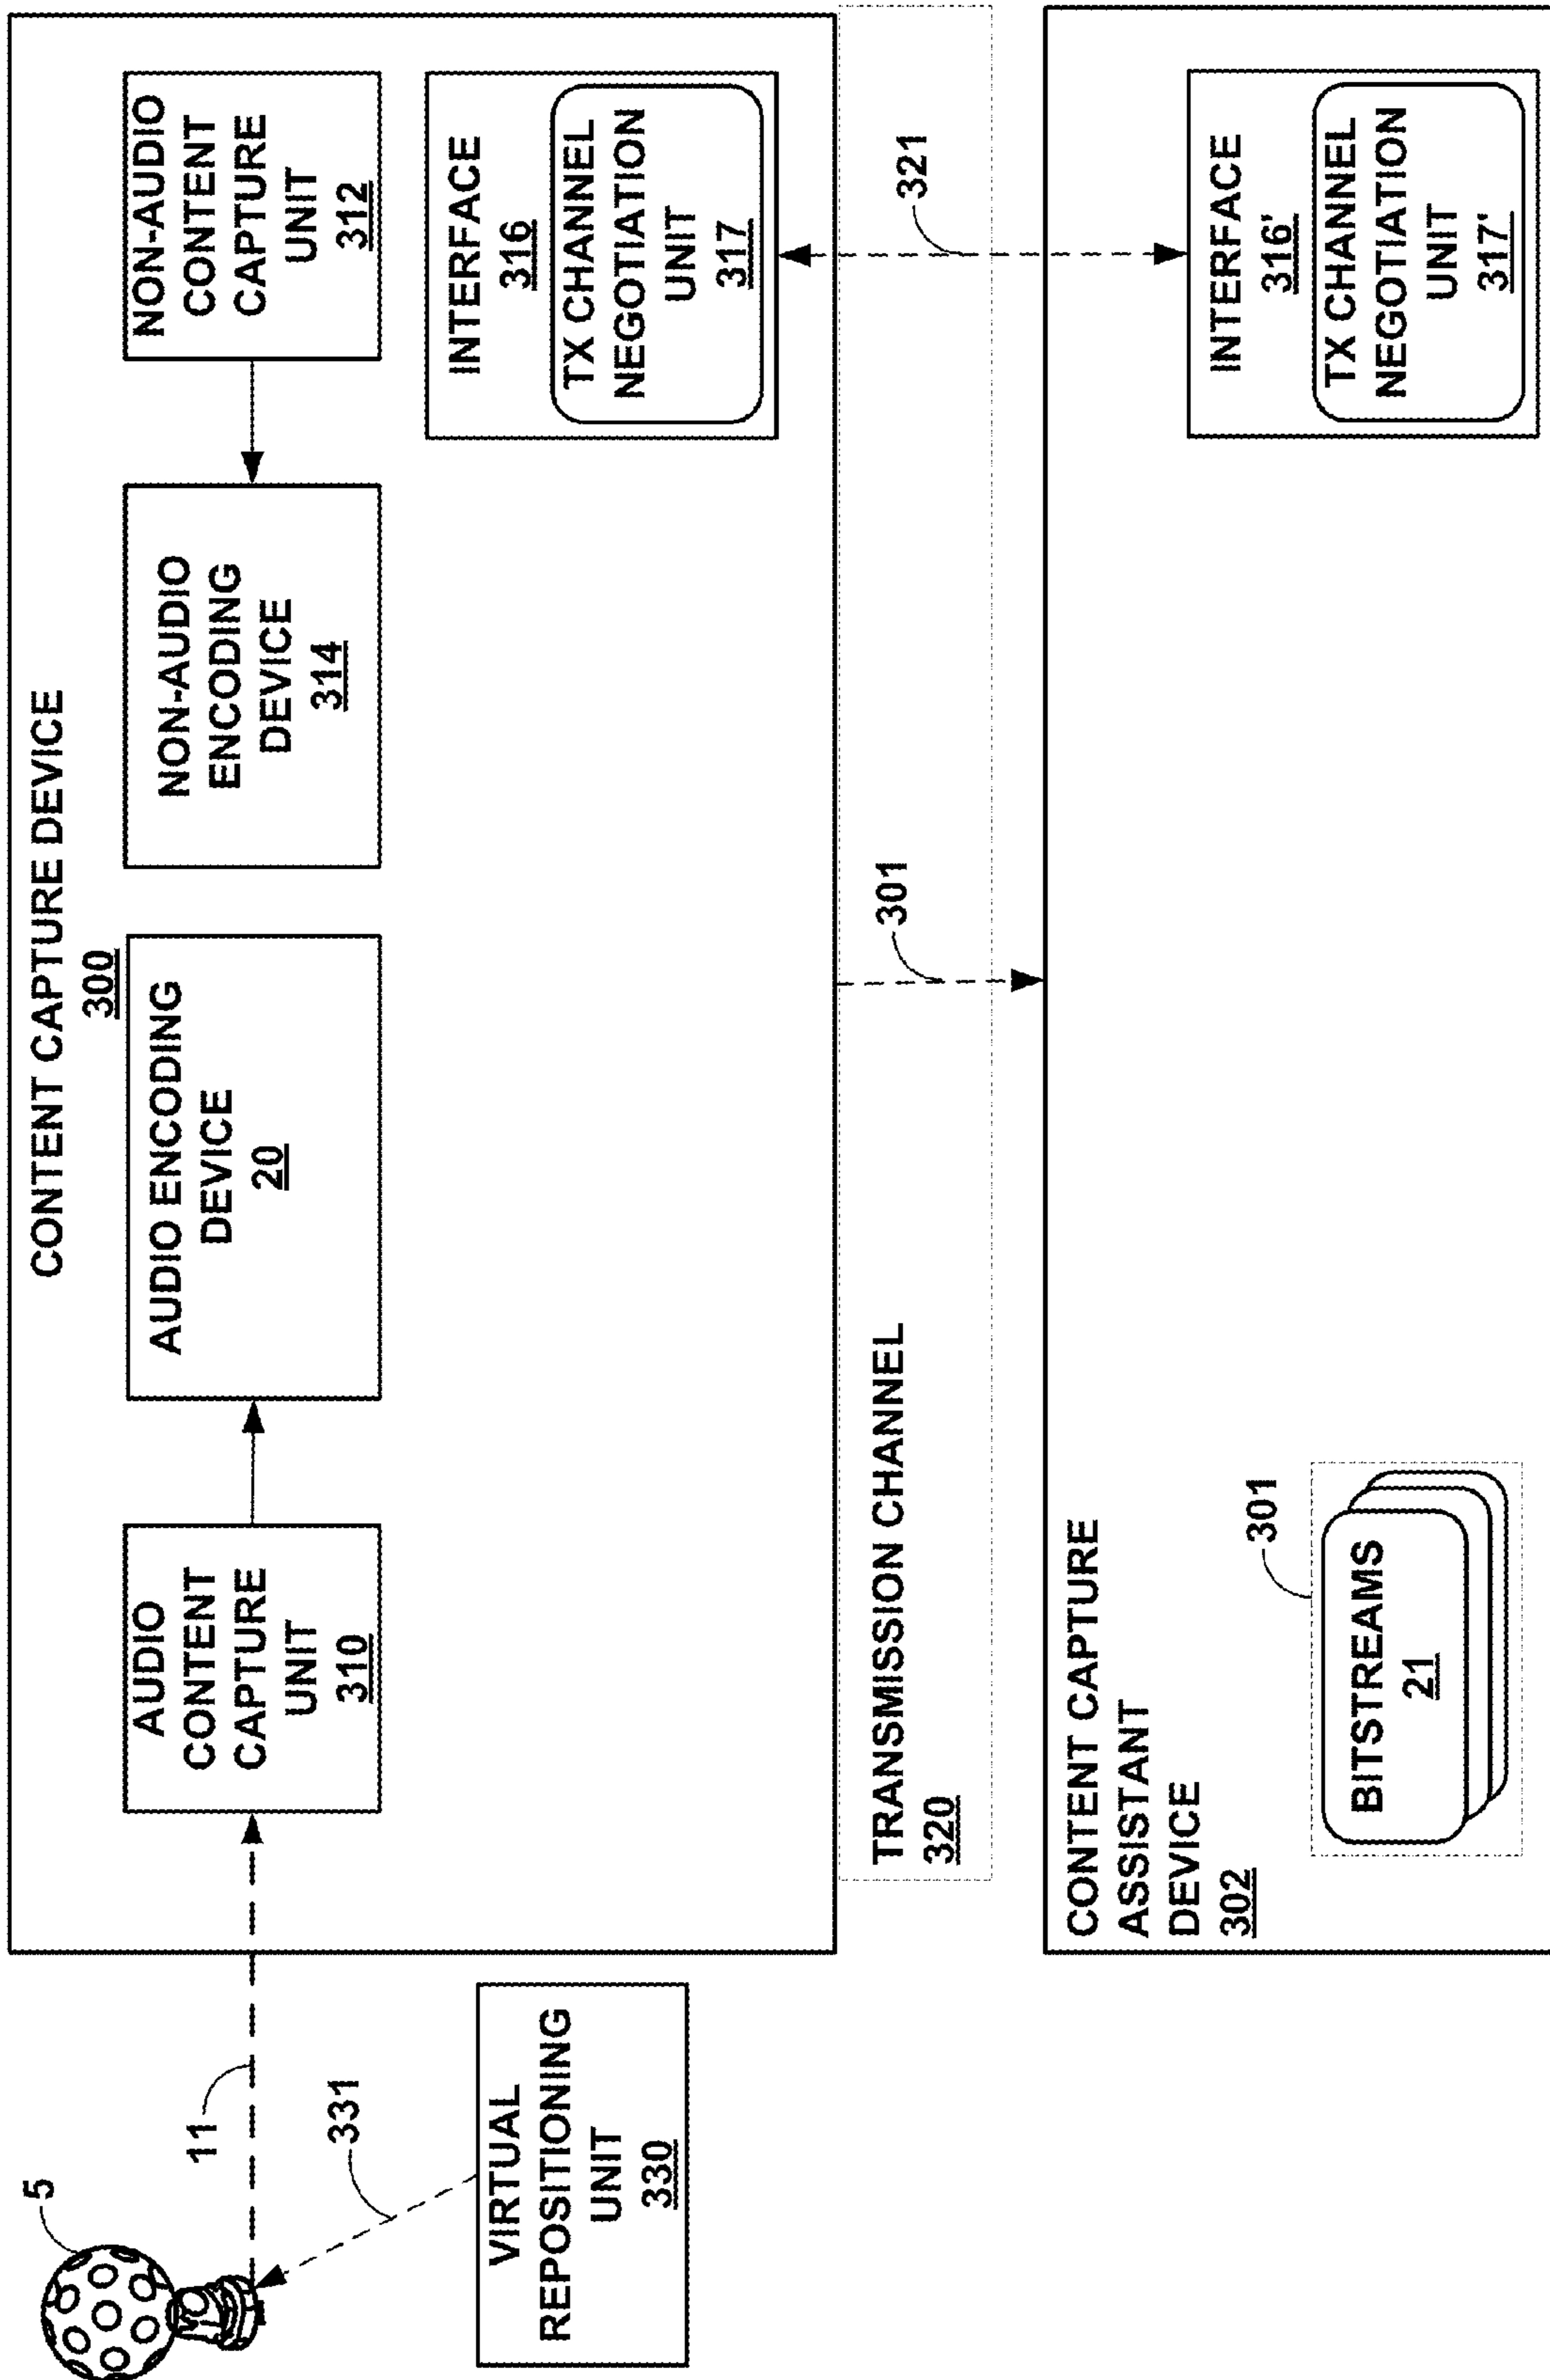 5
11
331
VIRTUAL
REPOSITIONING
UNIT
330
CONTENT CAPTURE DEVICE
300
AUDIO
CONTENT
CAPTURE
UNIT
310
AUDIO ENCODING
DEVICE
20
NON-AUDIO
ENCODING
DEVICE
314
NON-AUDIO
CONTENT
CAPTURE
UNIT
312
INTERFACE
316
TX CHANNEL
NEGOTIATION
UNIT
317
TRANSMISSION CHANNEL
320
301
321
CONTENT CAPTURE
ASSISTANT
DEVICE
302
301
BITSTREAMS
21
INTERFACE
316'
TX CHANNEL
NEGOTIATION
UNIT
317'